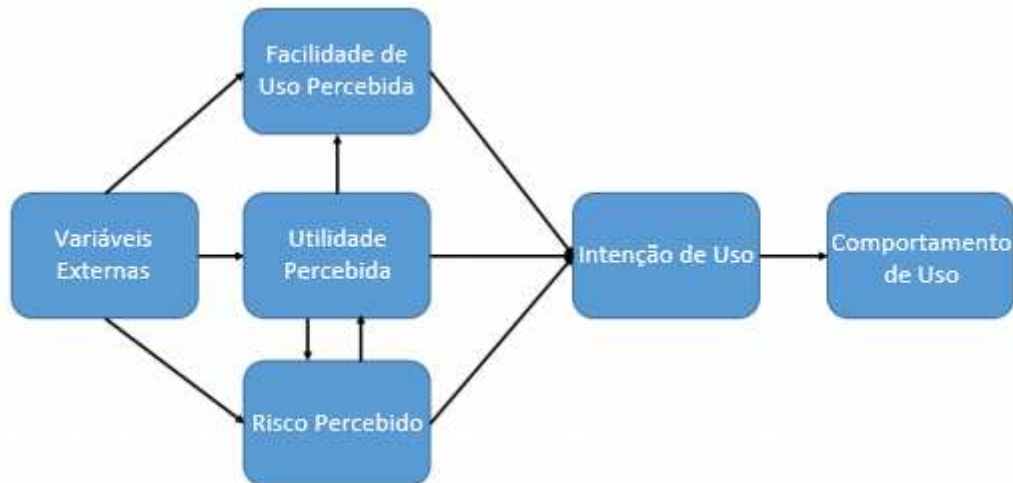 Facilidade de
Uso Percebida
Variáveis
Externas
Utilidade
Percebida
Intenção de Uso
Comportamento
de Uso
Risco Percebido